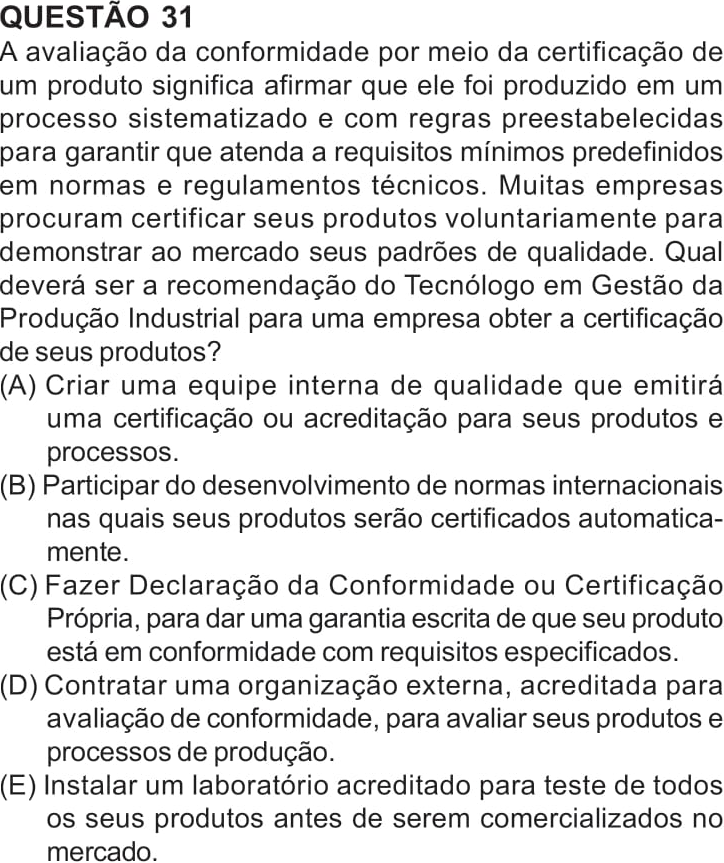 QUESTÃO 31
A avaliação da conformidade por meio da certificação de
um produto significa afirmar que ele foi produzido em um
processo sistematizado e com regras preestabelecidas
para garantir que atenda a requisitos mínimos predefinidos
em normas e regulamentos técnicos. Muitas empresas
procuram certificar seus produtos voluntariamente para
demonstrar ao mercado seus padrões de qualidade. Qual
deverá ser a recomendação do Tecnólogo em Gestão da
Produção Industrial para uma empresa obter a certificação
de seus produtos?
(A) Criar uma equipe interna de qualidade que emitirá
uma certificação ou acreditação para seus produtos e
processos.
(B) Participar do desenvolvimento de normas internacionais
nas quais seus produtos serão certificados automatica-
mente.
(C) Fazer Declaração da Conformidade ou Certificação
Própria, para dar uma garantia escrita de que seu produto
está em conformidade com requisitos especificados.
(D) Contratar uma organização externa, acreditada para
avaliação de conformidade, para avaliar seus produtos e
processos de produção.
(E) Instalar um laboratório acreditado para teste de todos
os seus produtos antes de serem comercializados no
mercado.